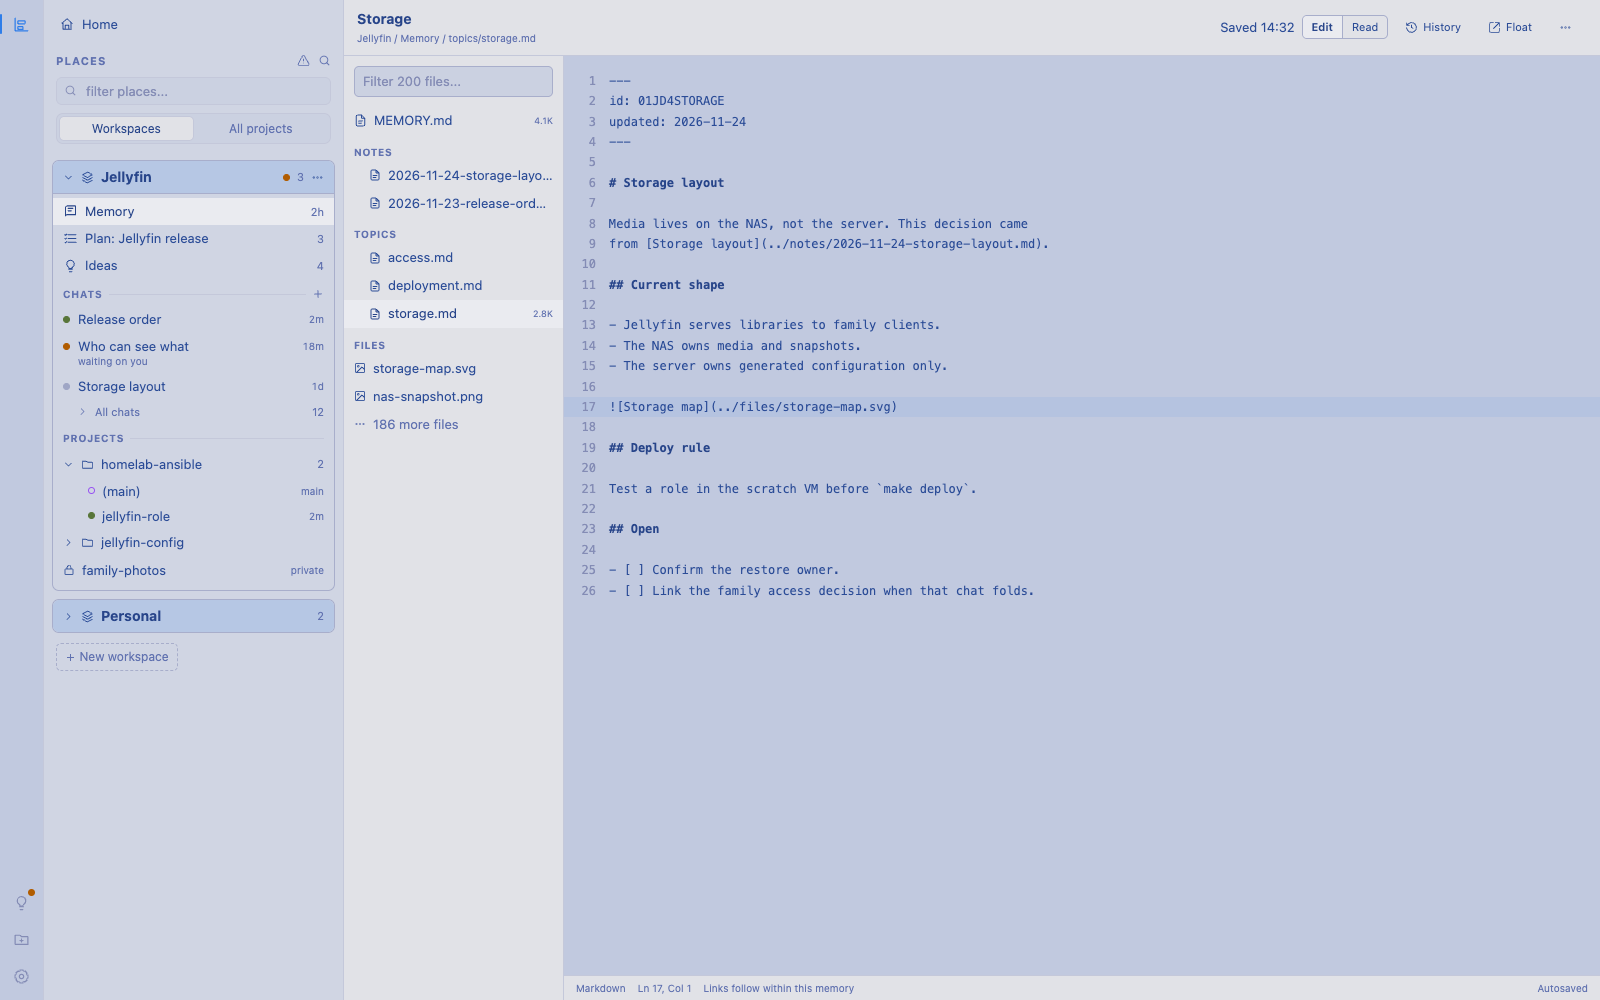 Home
PLACES
filter places...
Workspaces
All projects
Jellyfin
3
Memory
2h
Plan: Jellyfin release
3
Ideas
4
CHATS
Release order
2m
Who can see what
18m
waiting on you
Storage layout
1d
All chats
12
PROJECTS
homelab-ansible
2
(main)
main
jellyfin-role
2m
jellyfin-config
family-photos
private
Personal
2
+ New workspace
Storage
Jellyfin / Memory / topics/storage.md
Saved 14:32
Edit
Read
History
Float
Filter 200 files...
MEMORY.md
4.1K
NOTES
2026-11-24-storage-layo...
2026-11-23-release-ord...
TOPICS
access.md
deployment.md
storage.md
2.8K
FILES
storage-map.svg
nas-snapshot.png
186 more files
1 ---
2 id: 01JD4STORAGE
3 updated: 2026-11-24
4 ---
5
6 # Storage layout
7
8 Media lives on the NAS, not the server. This decision came
9 from [Storage layout](../notes/2026-11-24-storage-layout.md).
10
11 ## Current shape
12
13 - Jellyfin serves libraries to family clients.
14 - The NAS owns media and snapshots.
15 - The server owns generated configuration only.
16
17 ![Storage map](../files/storage-map.svg)
18
19 ## Deploy rule
20
21 Test a role in the scratch VM before `make deploy`.
22
23 ## Open
24
25 - [ ] Confirm the restore owner.
26 - [ ] Link the family access decision when that chat folds.
Markdown
Ln 17, Col 1
Links follow within this memory
Autosaved